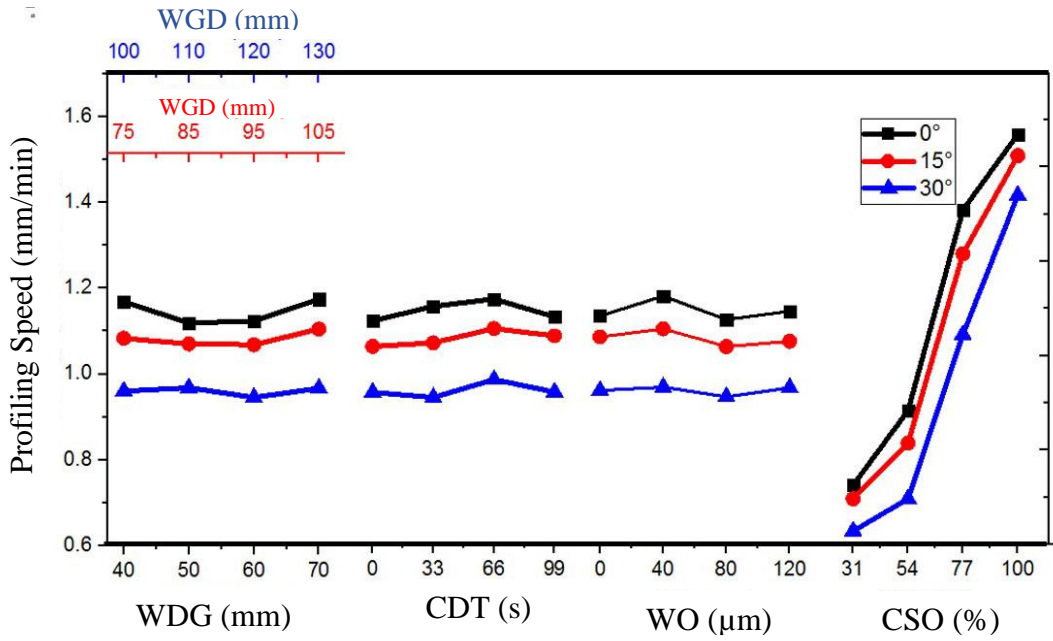 WGD (mm)
100 110 120 130
WGD (mm)
75 85 95 105
Profiling Speed (mm/min)
1.6
1.4
1.2
1.0
0.8
0.6
0°
15°
30°
40 50 60 70 0 33 66 99 0 40 80 120 31 54 77 100
WDG (mm) CDT (s) WO (µm) CSO (%)